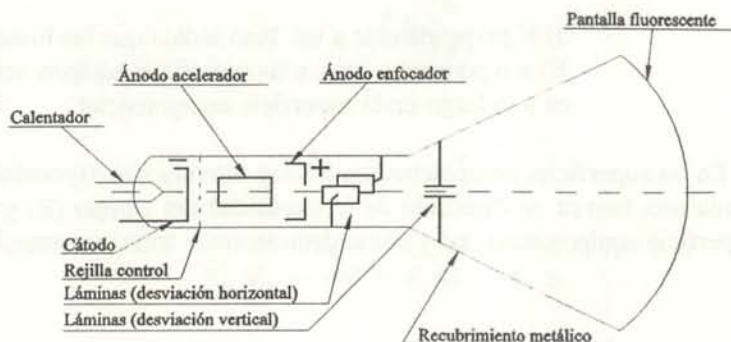 Pantalla fluorescente
Ánodo acelerador
Ánodo enfocador
Calentador
Cátodo
Rejilla control
Láminas (desviación horizontal)
Láminas (desviación vertical)
Recubrimiento metálico